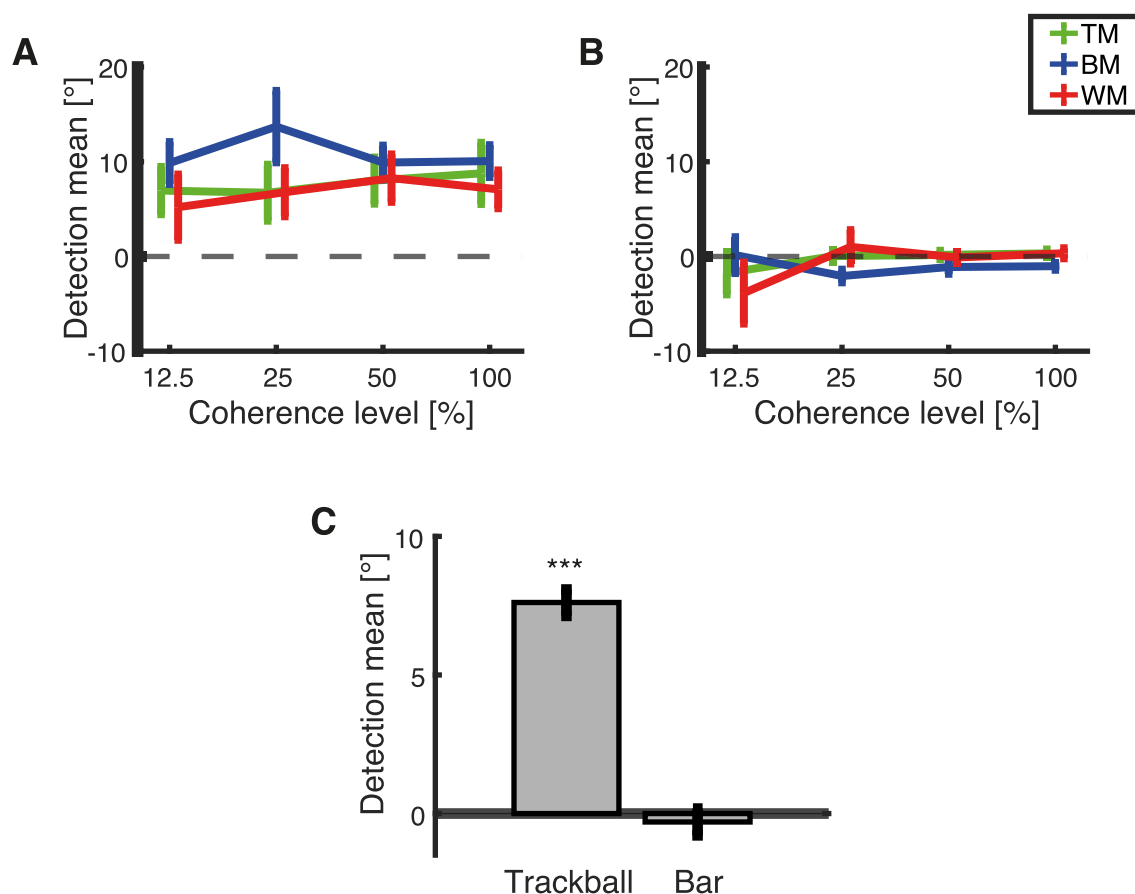 A
Detection mean [°]
20
10
0
-10
12.5 25 50 100
Coherence level [%]
B
TM
BM
WM
Detection mean [°]
20
10
0
-10
12.5 25 50 100
Coherence level [%]
C
Detection mean [°]
10
5
0
***
Trackball Bar